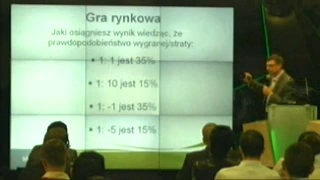 Gra rynkowa
Jaki osiągniesz wynik wiedząc, że
prawdopodobieństwo wygranej/straty:
• 1: 1 jest 35%
• 1: 10 jest 15%
• 1: -1 jest 35%
• 1: -5 jest 15%